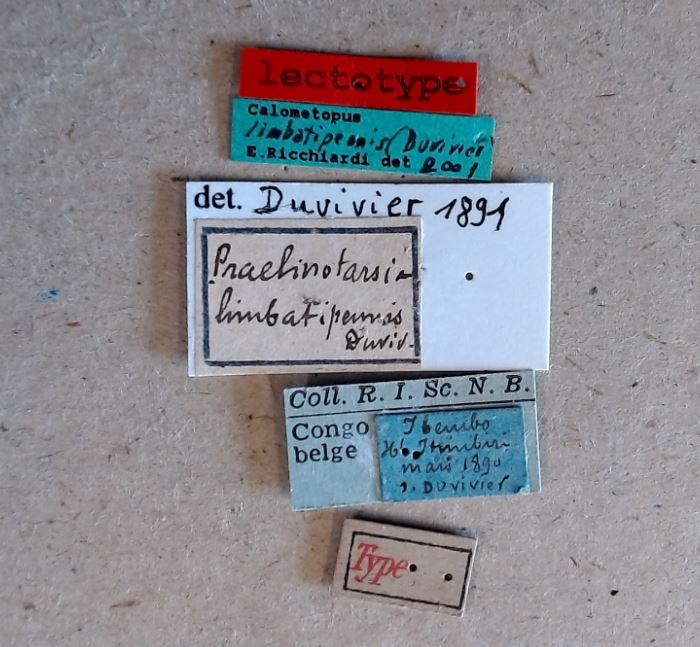 lectotype
Calometopus
limbatipennis (Duvivier)
E.Ricchiardi det 2001
det. Duvivier 1891
Praelinotarsia
limbatipennis
Duviv.
Coll. R. I. Sc. N. B.
Congo
belge
Ibembo
Ht. Itimbiri
mars 1890
J. Duvivier
Type